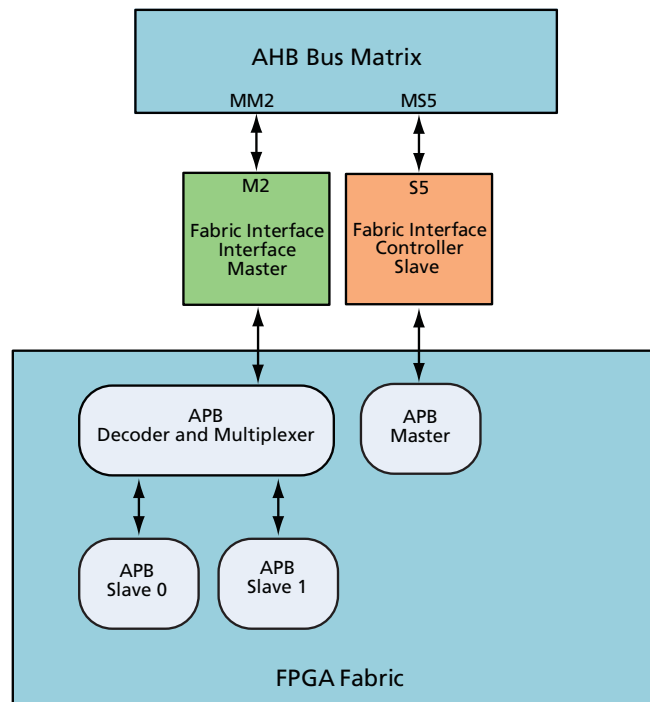 AHB Bus Matrix
MM2
MS5
M2
Fabric Interface
Interface
Master
S5
Fabric Interface
Controller
Slave
APB
Decoder and Multiplexer
APB
Master
APB
Slave 0
APB
Slave 1
FPGA Fabric